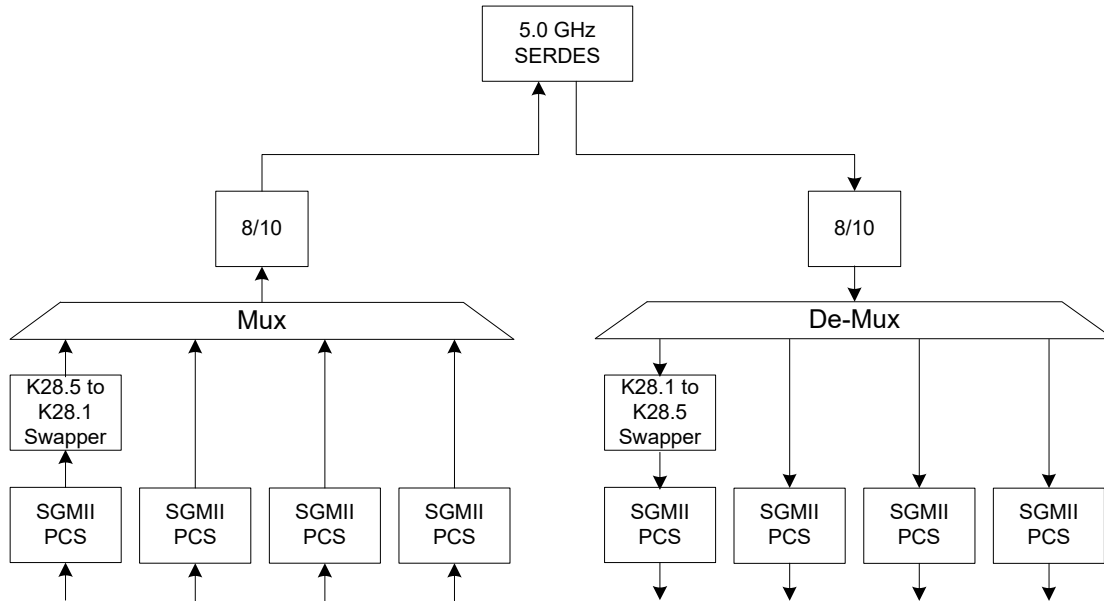 5.0 GHz
SERDES
8/10
8/10
Mux
De-Mux
K28.5 to
K28.1
Swapper
K28.1 to
K28.5
Swapper
SGMII
PCS
SGMII
PCS
SGMII
PCS
SGMII
PCS
SGMII
PCS
SGMII
PCS
SGMII
PCS
SGMII
PCS